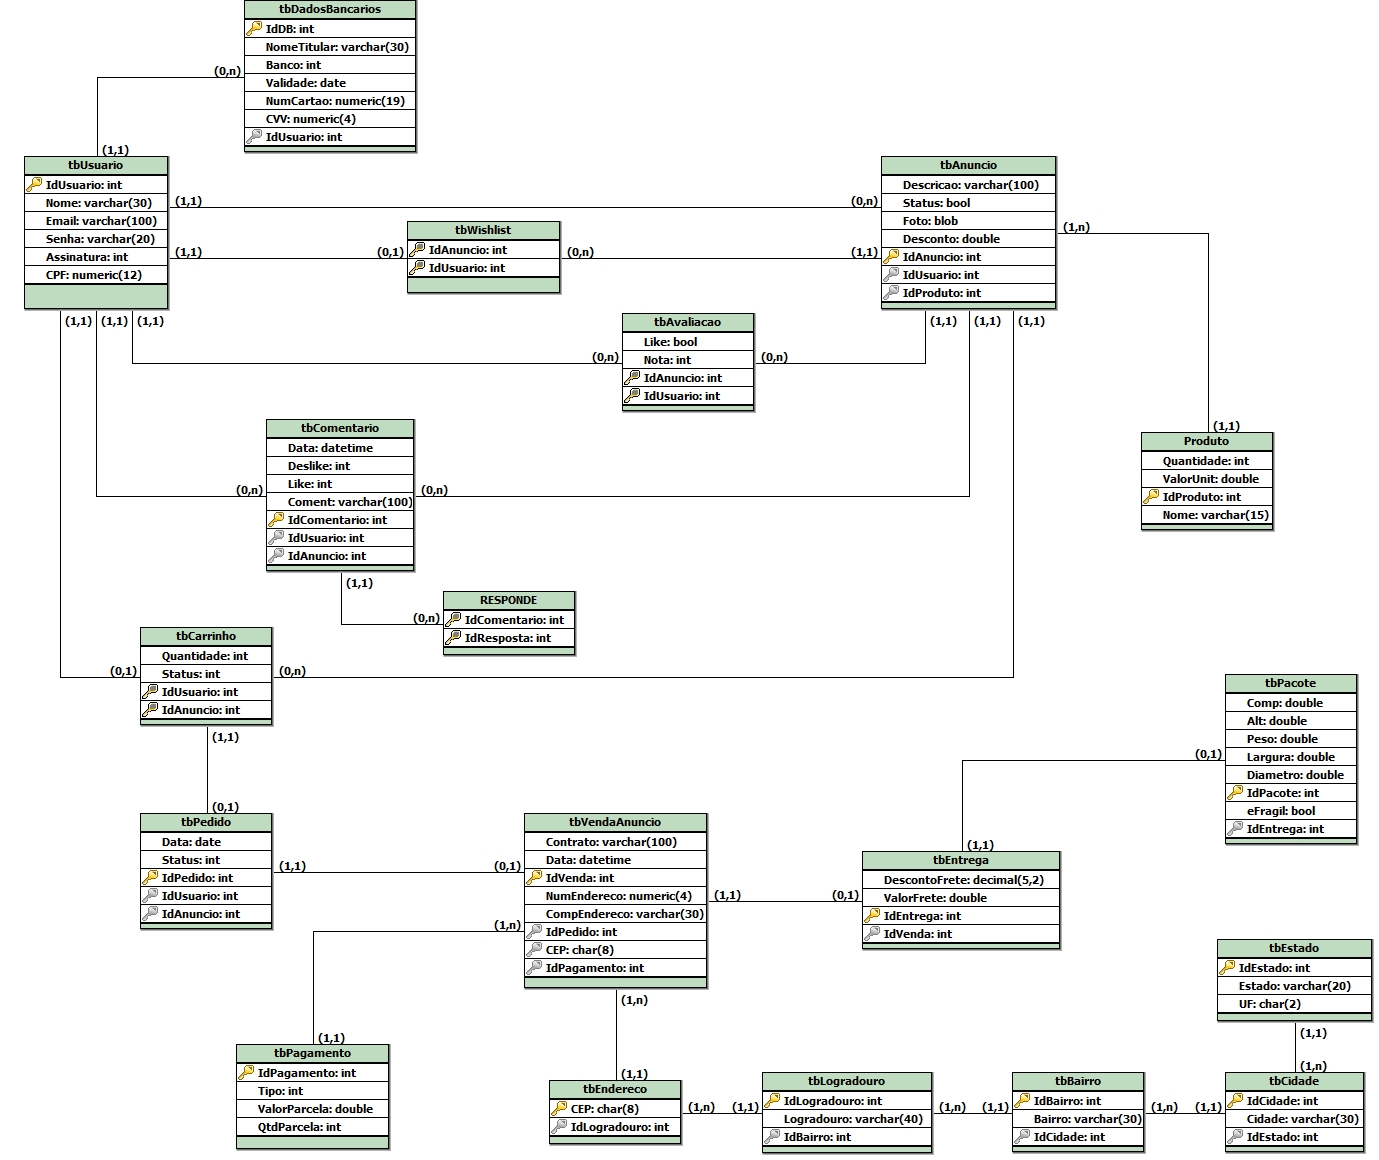 tbDadosBancarios
IdDB: int
NomeTitular: varchar(30)
Banco: int
Validade: date
NumCartao: numeric(19)
CVV: numeric(4)
IdUsuario: int
(0,n)
(1,1)
tbUsuario
IdUsuario: int
Nome: varchar(30)
Email: varchar(100)
Senha: varchar(20)
Assinatura: int
CPF: numeric(12)
(1,1)
(0,n)
(1,1)
(0,1)
tbWishlist
IdAnuncio: int
IdUsuario: int
(0,n)
(1,1)
tbAnuncio
Descricao: varchar(100)
Status: bool
Foto: blob
Desconto: double
IdAnuncio: int
IdUsuario: int
IdProduto: int
(1,n)
(1,1) (1,1) (1,1)
(1,1) (1,1) (1,1)
tbAvaliacao
Like: bool
Nota: int
IdAnuncio: int
IdUsuario: int
(0,n)
(0,n)
(1,1)
Produto
Quantidade: int
ValorUnit: double
IdProduto: int
Nome: varchar(15)
tbComentario
Data: datetime
Deslike: int
Like: int
Coment: varchar(100)
IdComentario: int
IdUsuario: int
IdAnuncio: int
(0,n)
(0,n)
(1,1)
(0,n)
RESPONDE
IdComentario: int
IdResposta: int
tbCarrinho
Quantidade: int
Status: int
IdUsuario: int
IdAnuncio: int
(0,1)
(0,n)
(1,1)
(0,1)
tbPedido
Data: date
Status: int
IdPedido: int
IdUsuario: int
IdAnuncio: int
(1,1)
(0,1)
tbVendaAnuncio
Contrato: varchar(100)
Data: datetime
IdVenda: int
NumEndereco: numeric(4)
CompEndereco: varchar(30)
IdPedido: int
CEP: char(8)
IdPagamento: int
(1,n)
(1,1)
(0,1)
tbEntrega
DescontoFrete: decimal(5,2)
ValorFrete: double
IdEntrega: int
IdVenda: int
(1,1)
(0,1)
tbPacote
Comp: double
Alt: double
Peso: double
Largura: double
Diametro: double
IdPacote: int
eFragil: bool
IdEntrega: int
(1,1)
tbPagamento
IdPagamento: int
Tipo: int
ValorParcela: double
QtdParcela: int
(1,n)
(1,1)
tbEndereco
CEP: char(8)
IdLogradouro: int
(1,n) (1,1)
tbLogradouro
IdLogradouro: int
Logradouro: varchar(40)
IdBairro: int
(1,n) (1,1)
tbBairro
IdBairro: int
Bairro: varchar(30)
IdCidade: int
(1,n) (1,1)
tbEstado
IdEstado: int
Estado: varchar(20)
UF: char(2)
(1,1)
(1,n)
tbCidade
IdCidade: int
Cidade: varchar(30)
IdEstado: int